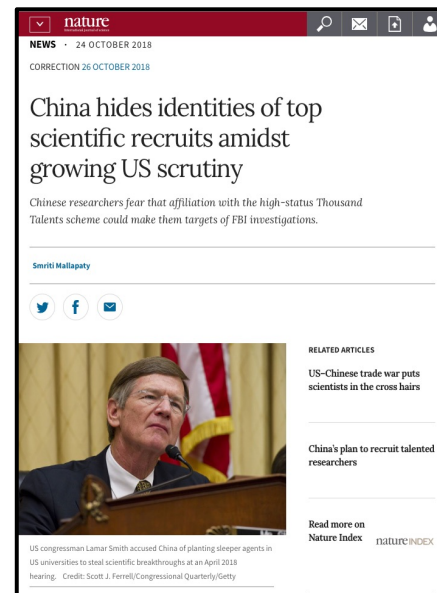 nature
International journal of science
NEWS · 24 OCTOBER 2018
CORRECTION 26 OCTOBER 2018
China hides identities of top
scientific recruits amidst
growing US scrutiny
Chinese researchers fear that affiliation with the high-status Thousand
Talents scheme could make them targets of FBI investigations.
Smriti Mallapaty
US congressman Lamar Smith accused China of planting sleeper agents in
US universities to steal scientific breakthroughs at an April 2018
hearing. Credit: Scott J. Ferrell/Congressional Quarterly/Getty
RELATED ARTICLES
US–Chinese trade war puts
scientists in the cross hairs
China's plan to recruit talented
researchers
Read more on
Nature Index
nature INDEX